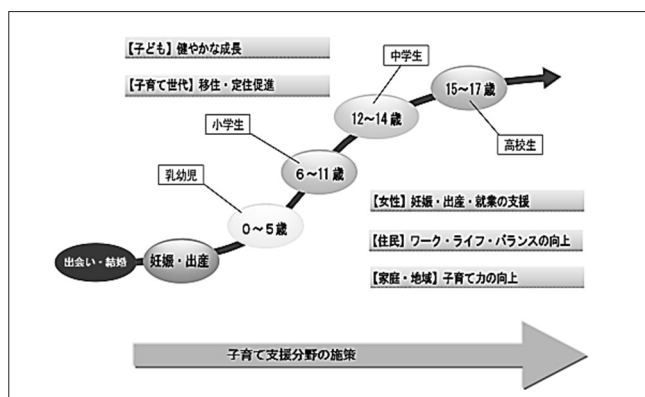 【子ども】健やかな成長
【子育て世代】移住・定住促進
中学生
15～17歳
12～14歳
小学生
高校生
6～11歳
乳幼児
0～5歳
【女性】妊娠・出産・就業の支援
【住民】ワーク・ライフ・バランスの向上
【家庭・地域】子育て力の向上
出会い・結婚
妊娠・出産
子育て支援分野の施策